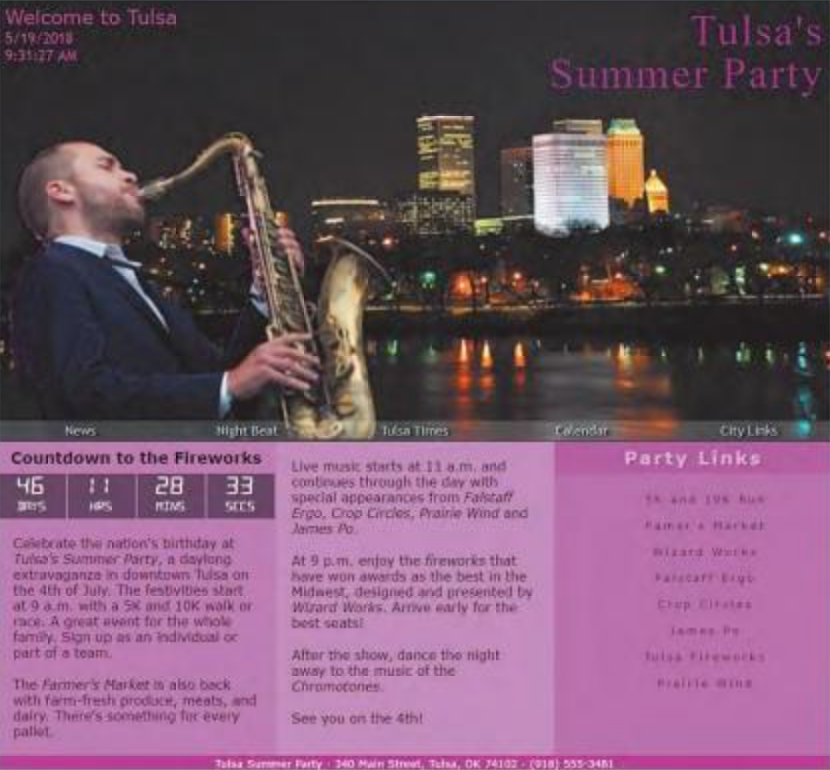 Welcome to Tulsa
5/19/2018
9:31:27 AM
Tulsa's
Summer Party
News
Night Beat
Tulsa Times
Calendar
City Links
Countdown to the Fireworks
46 11 28 33
DAYS HRS MINS SECS
Celebrate the nation's birthday at
Tulsa's Summer Party, a daylong
extravaganza in downtown Tulsa on
the 4th of July. The festivities start
at 9 a.m. with a 5K and 10K walk or
race. A great event for the whole
family. Sign up as an individual or
part of a team.
The Farmer's Market is also back
with farm-fresh produce, meats, and
dairy. There's something for every
pallet.
Live music starts at 11 a.m. and
continues through the day with
special appearances from Falstaff
Ergo, Crop Circles, Prairie Wind and
James Po.
At 9 p.m. enjoy the fireworks that
have won awards as the best in the
Midwest, designed and presented by
Wizard Works. Arrive early for the
best seats!
After the show, dance the night
away to the music of the
Chromotones.
See you on the 4th!
Party Links
5K and 10K Run
Famer's Market
Wizard Works
Falstaff Ergo
Crop Circles
James Po
Tulsa Fireworks
Prairie Wind
Tulsa Summer Party · 340 Main Street, Tulsa, OK 74102 · (918) 555-3481